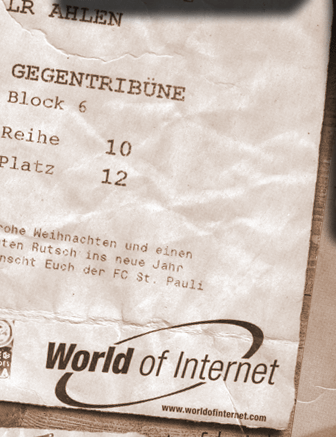 LR AHLEN
GEGENTRIBÜNE
Block 6
Reihe 10
Platz 12
rohe Weihnachten und einen
ten Rutsch ins neue Jahr
nscht Euch der FC St. Pauli
World of Internet
www.worldofinternet.com